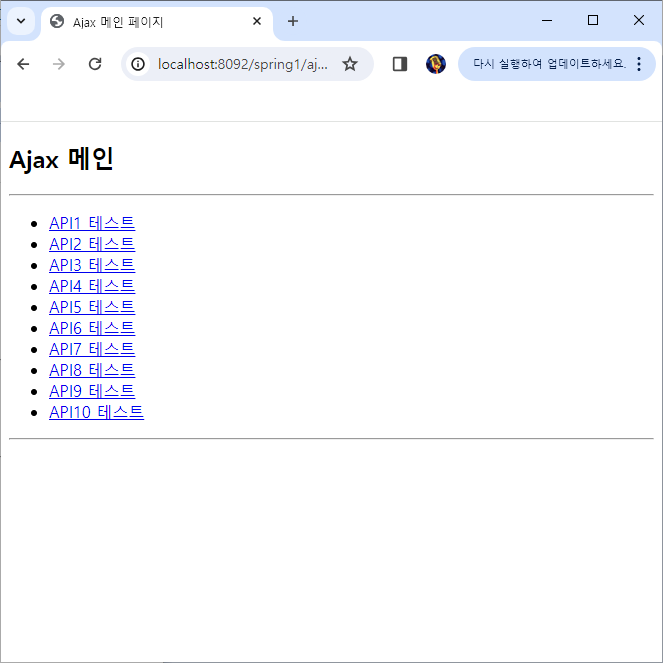 Ajax 메인 페이지
localhost:8092/spring1/aj...
다시 실행하여 업데이트하세요.
Ajax 메인
API1 테스트
API2 테스트
API3 테스트
API4 테스트
API5 테스트
API6 테스트
API7 테스트
API8 테스트
API9 테스트
API10 테스트